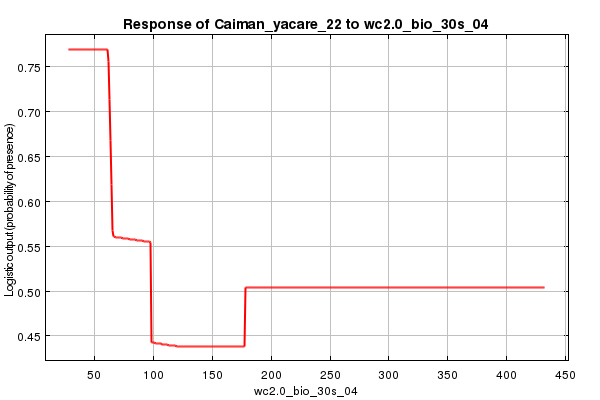 Response of Caiman_yacare_22 to wc2.0_bio_30s_04
Logistic output (probability of presence)
0.75
0.70
0.65
0.60
0.55
0.50
0.45
50 100 150 200 250 300 350 400 450
wc2.0_bio_30s_04